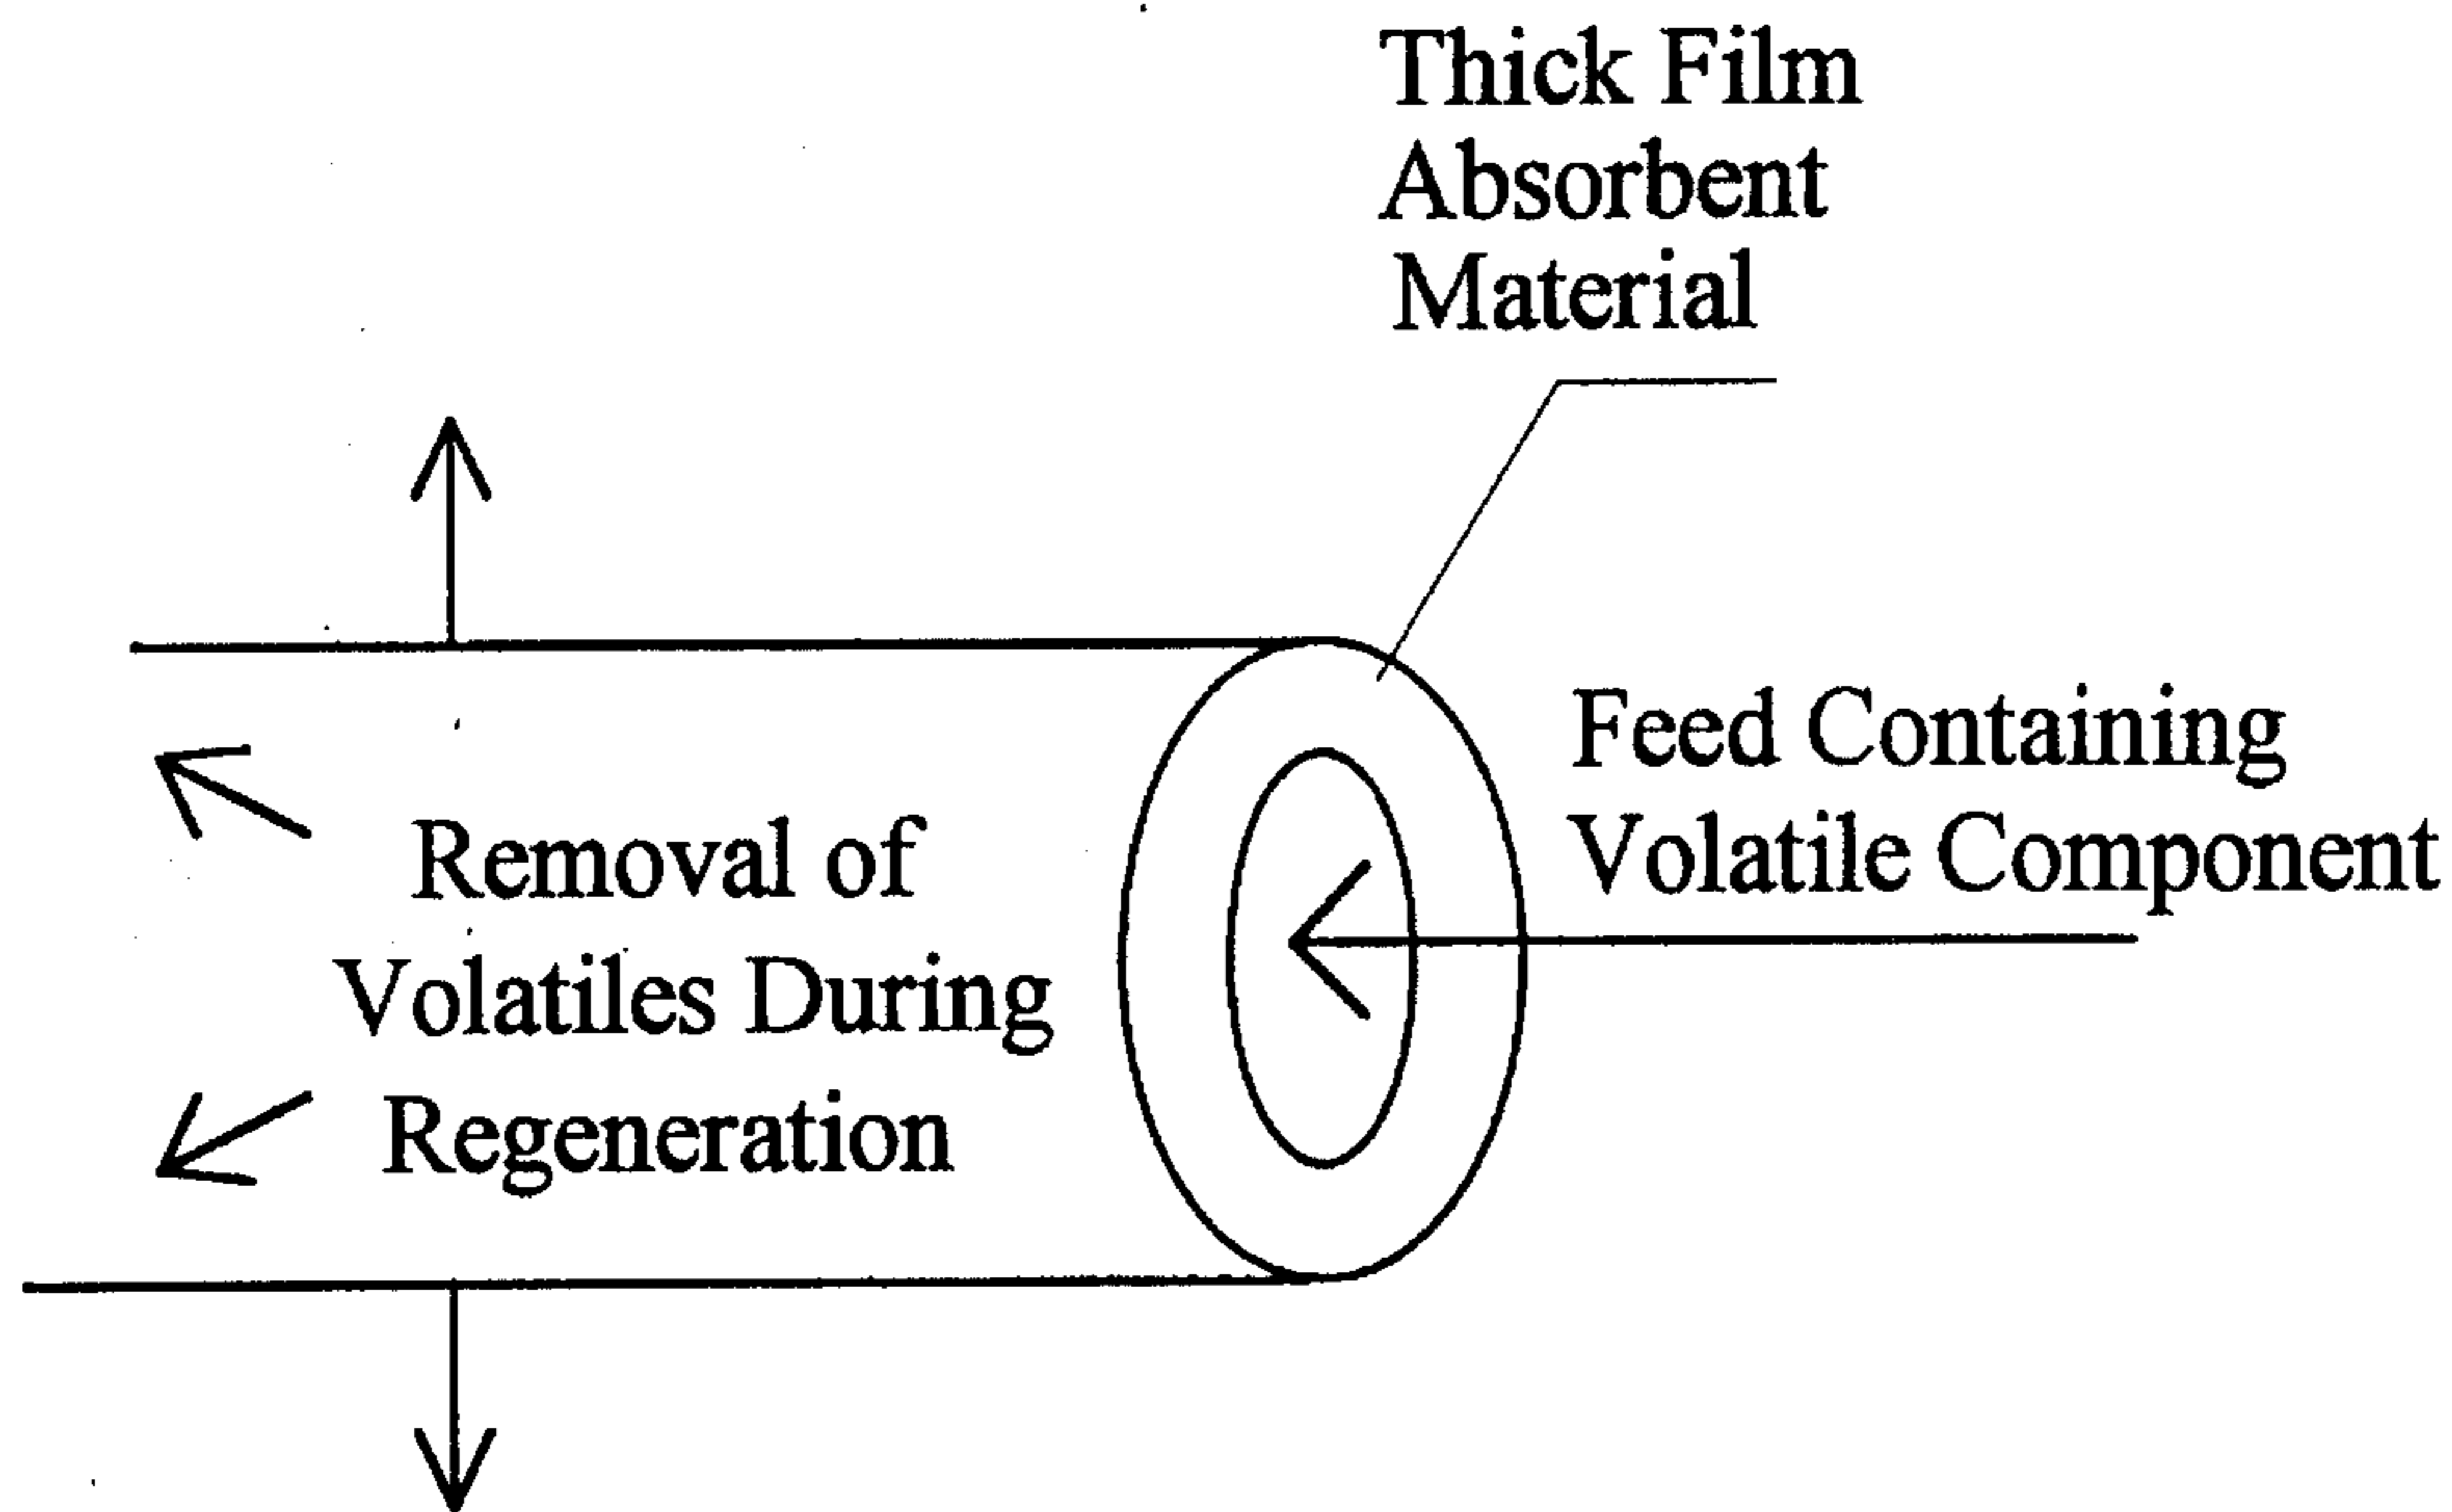 Thick Film
Absorbent
Material
Feed Containing
Volatile Component
Removal of
Volatiles During
Regeneration